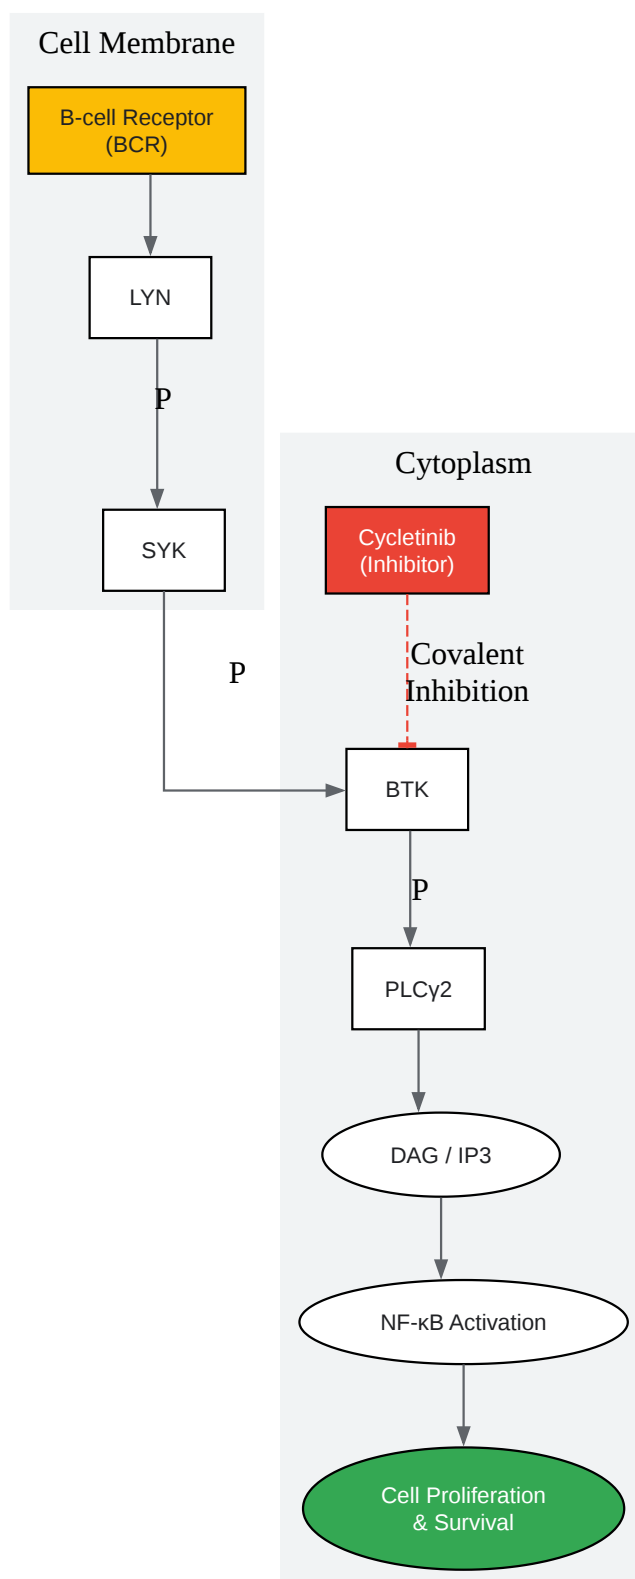 Cell Membrane
B-cell Receptor
(BCR)
LYN
P
SYK
P
Cytoplasm
Cycletinib
(Inhibitor)
Covalent
Inhibition
BTK
P
PLCγ2
DAG / IP3
NF-κB Activation
Cell Proliferation
& Survival